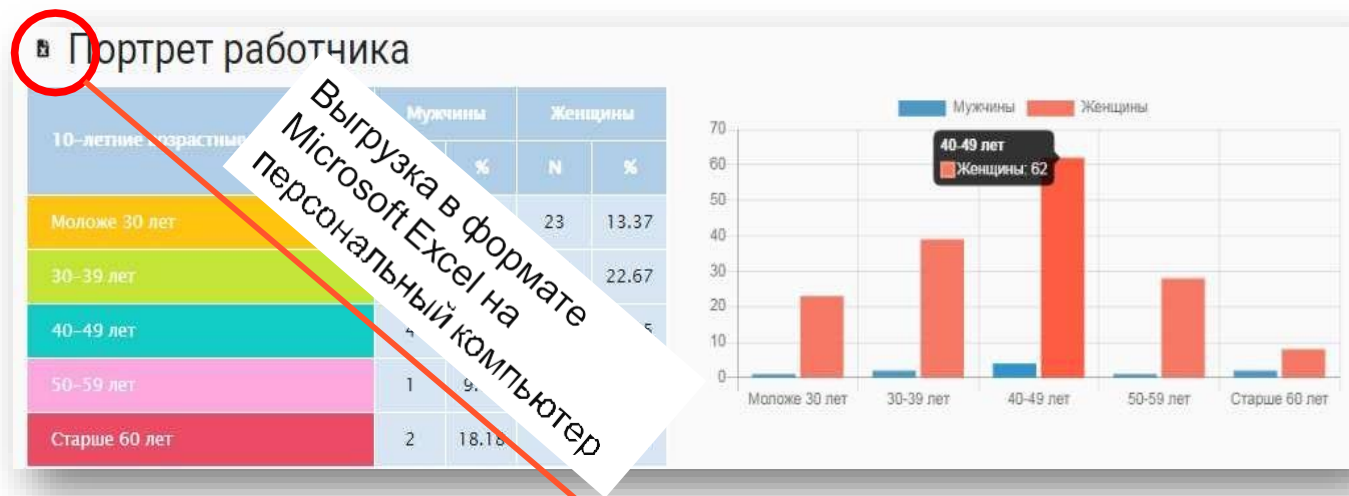 Портрет работчика
Выгрузка в формате
Microsoft Excel на
персональный компьютер
10-летние возрастные
Мужчины
Женщины
%
N
%
Моложе 30 лет
23
13.37
30-39 лет
22.67
40-49 лет
4
50-59 лет
1
9.
Старше 60 лет
2
18.18
Мужчины
Женщины
70
60
50
40
30
20
10
0
40-49 лет
Женщины: 62
Моложе 30 лет
30-39 лет
40-49 лет
50-59 лет
Старше 60 лет